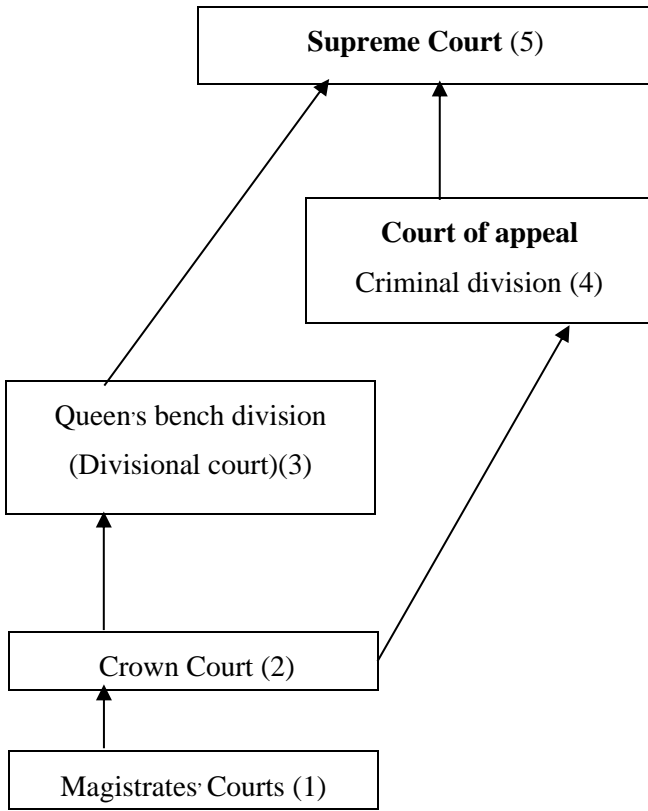 Supreme Court (5)
Court of appeal
Criminal division (4)
Queen's bench division
(Divisional court)(3)
Crown Court (2)
Magistrates' Courts (1)